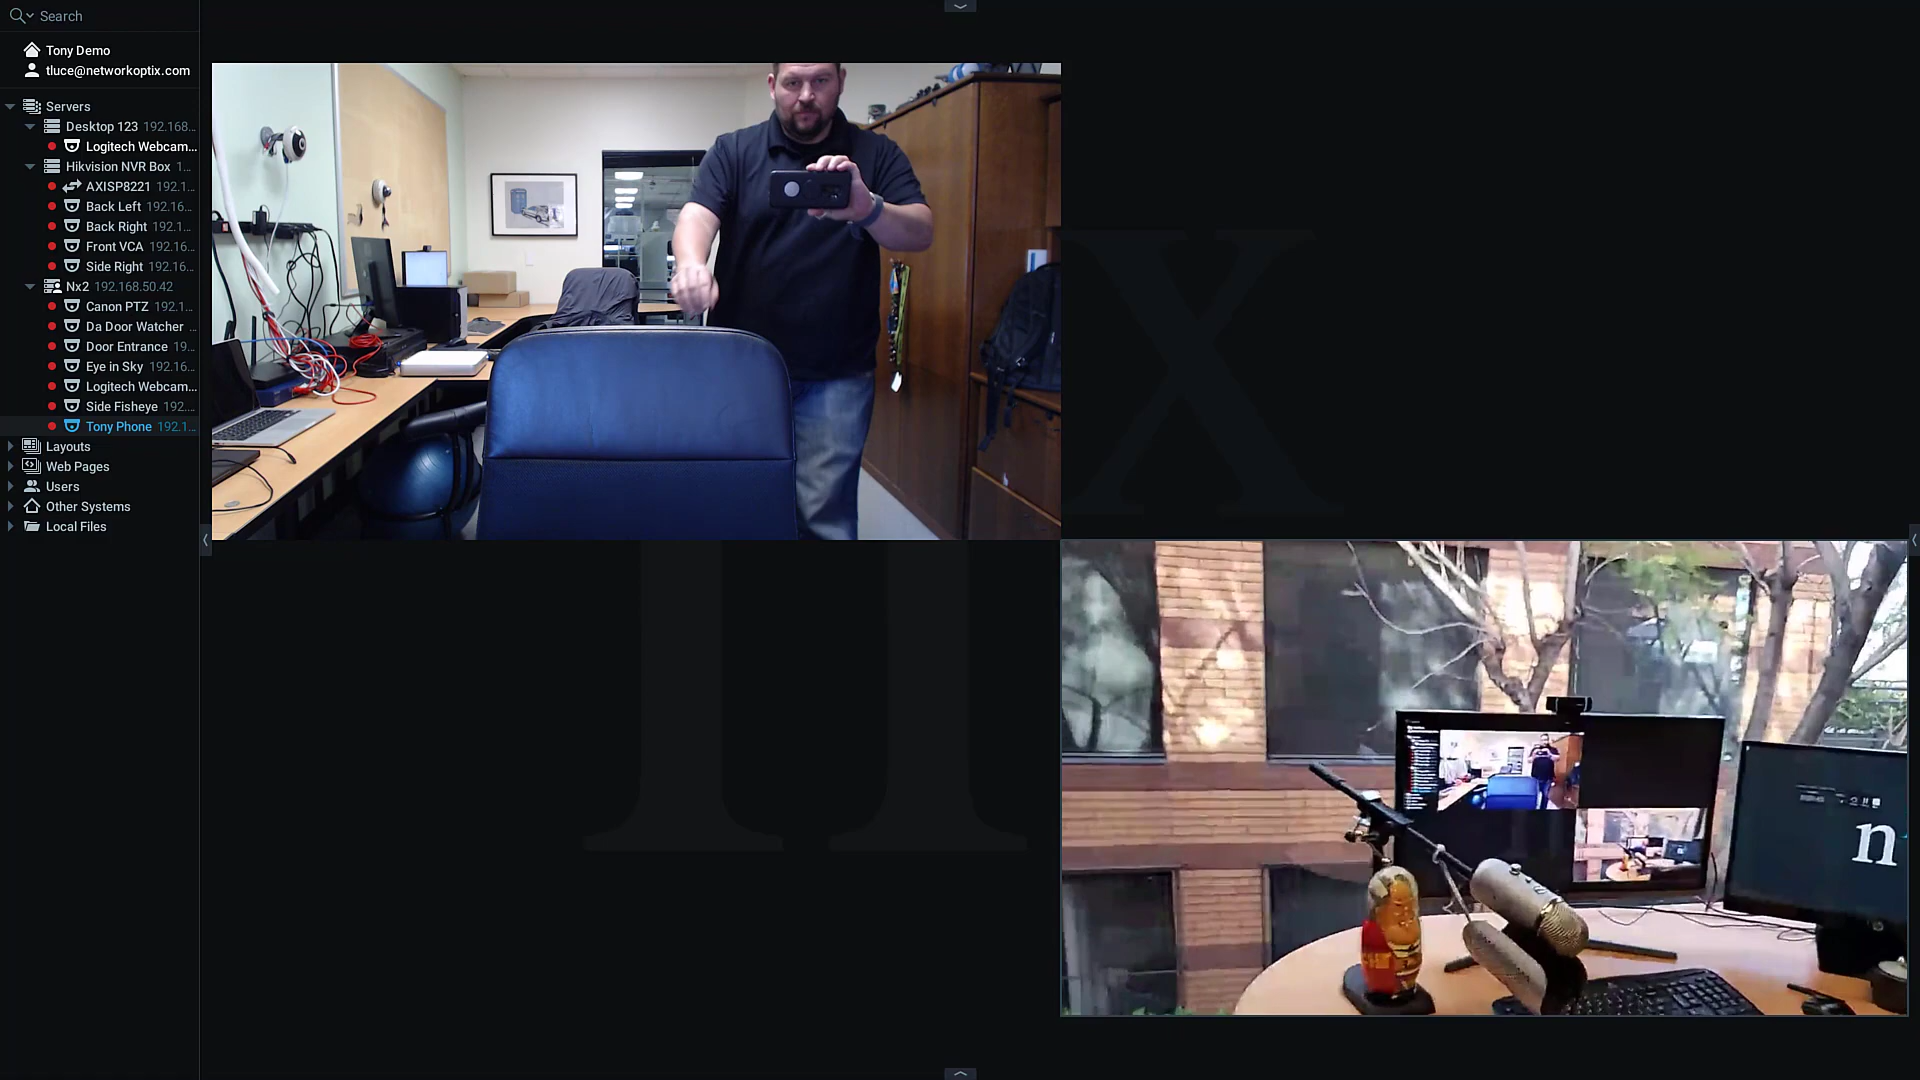 Search
Tony Demo
tluce@networkoptix.com
Servers
Desktop 123 192.168...
Logitech Webcam...
Hikvision NVR Box 1...
AXISP8221 192.1...
Back Left 192.16...
Back Right 192.1...
Front VCA 192.16...
Side Right 192.16...
Nx2 192.168.50.42
Canon PTZ 192.1...
Da Door Watcher ...
Door Entrance 19...
Eye in Sky 192.16...
Logitech Webcam...
Side Fisheye 192....
Tony Phone 192.1...
Layouts
Web Pages
Users
Other Systems
Local Files
n